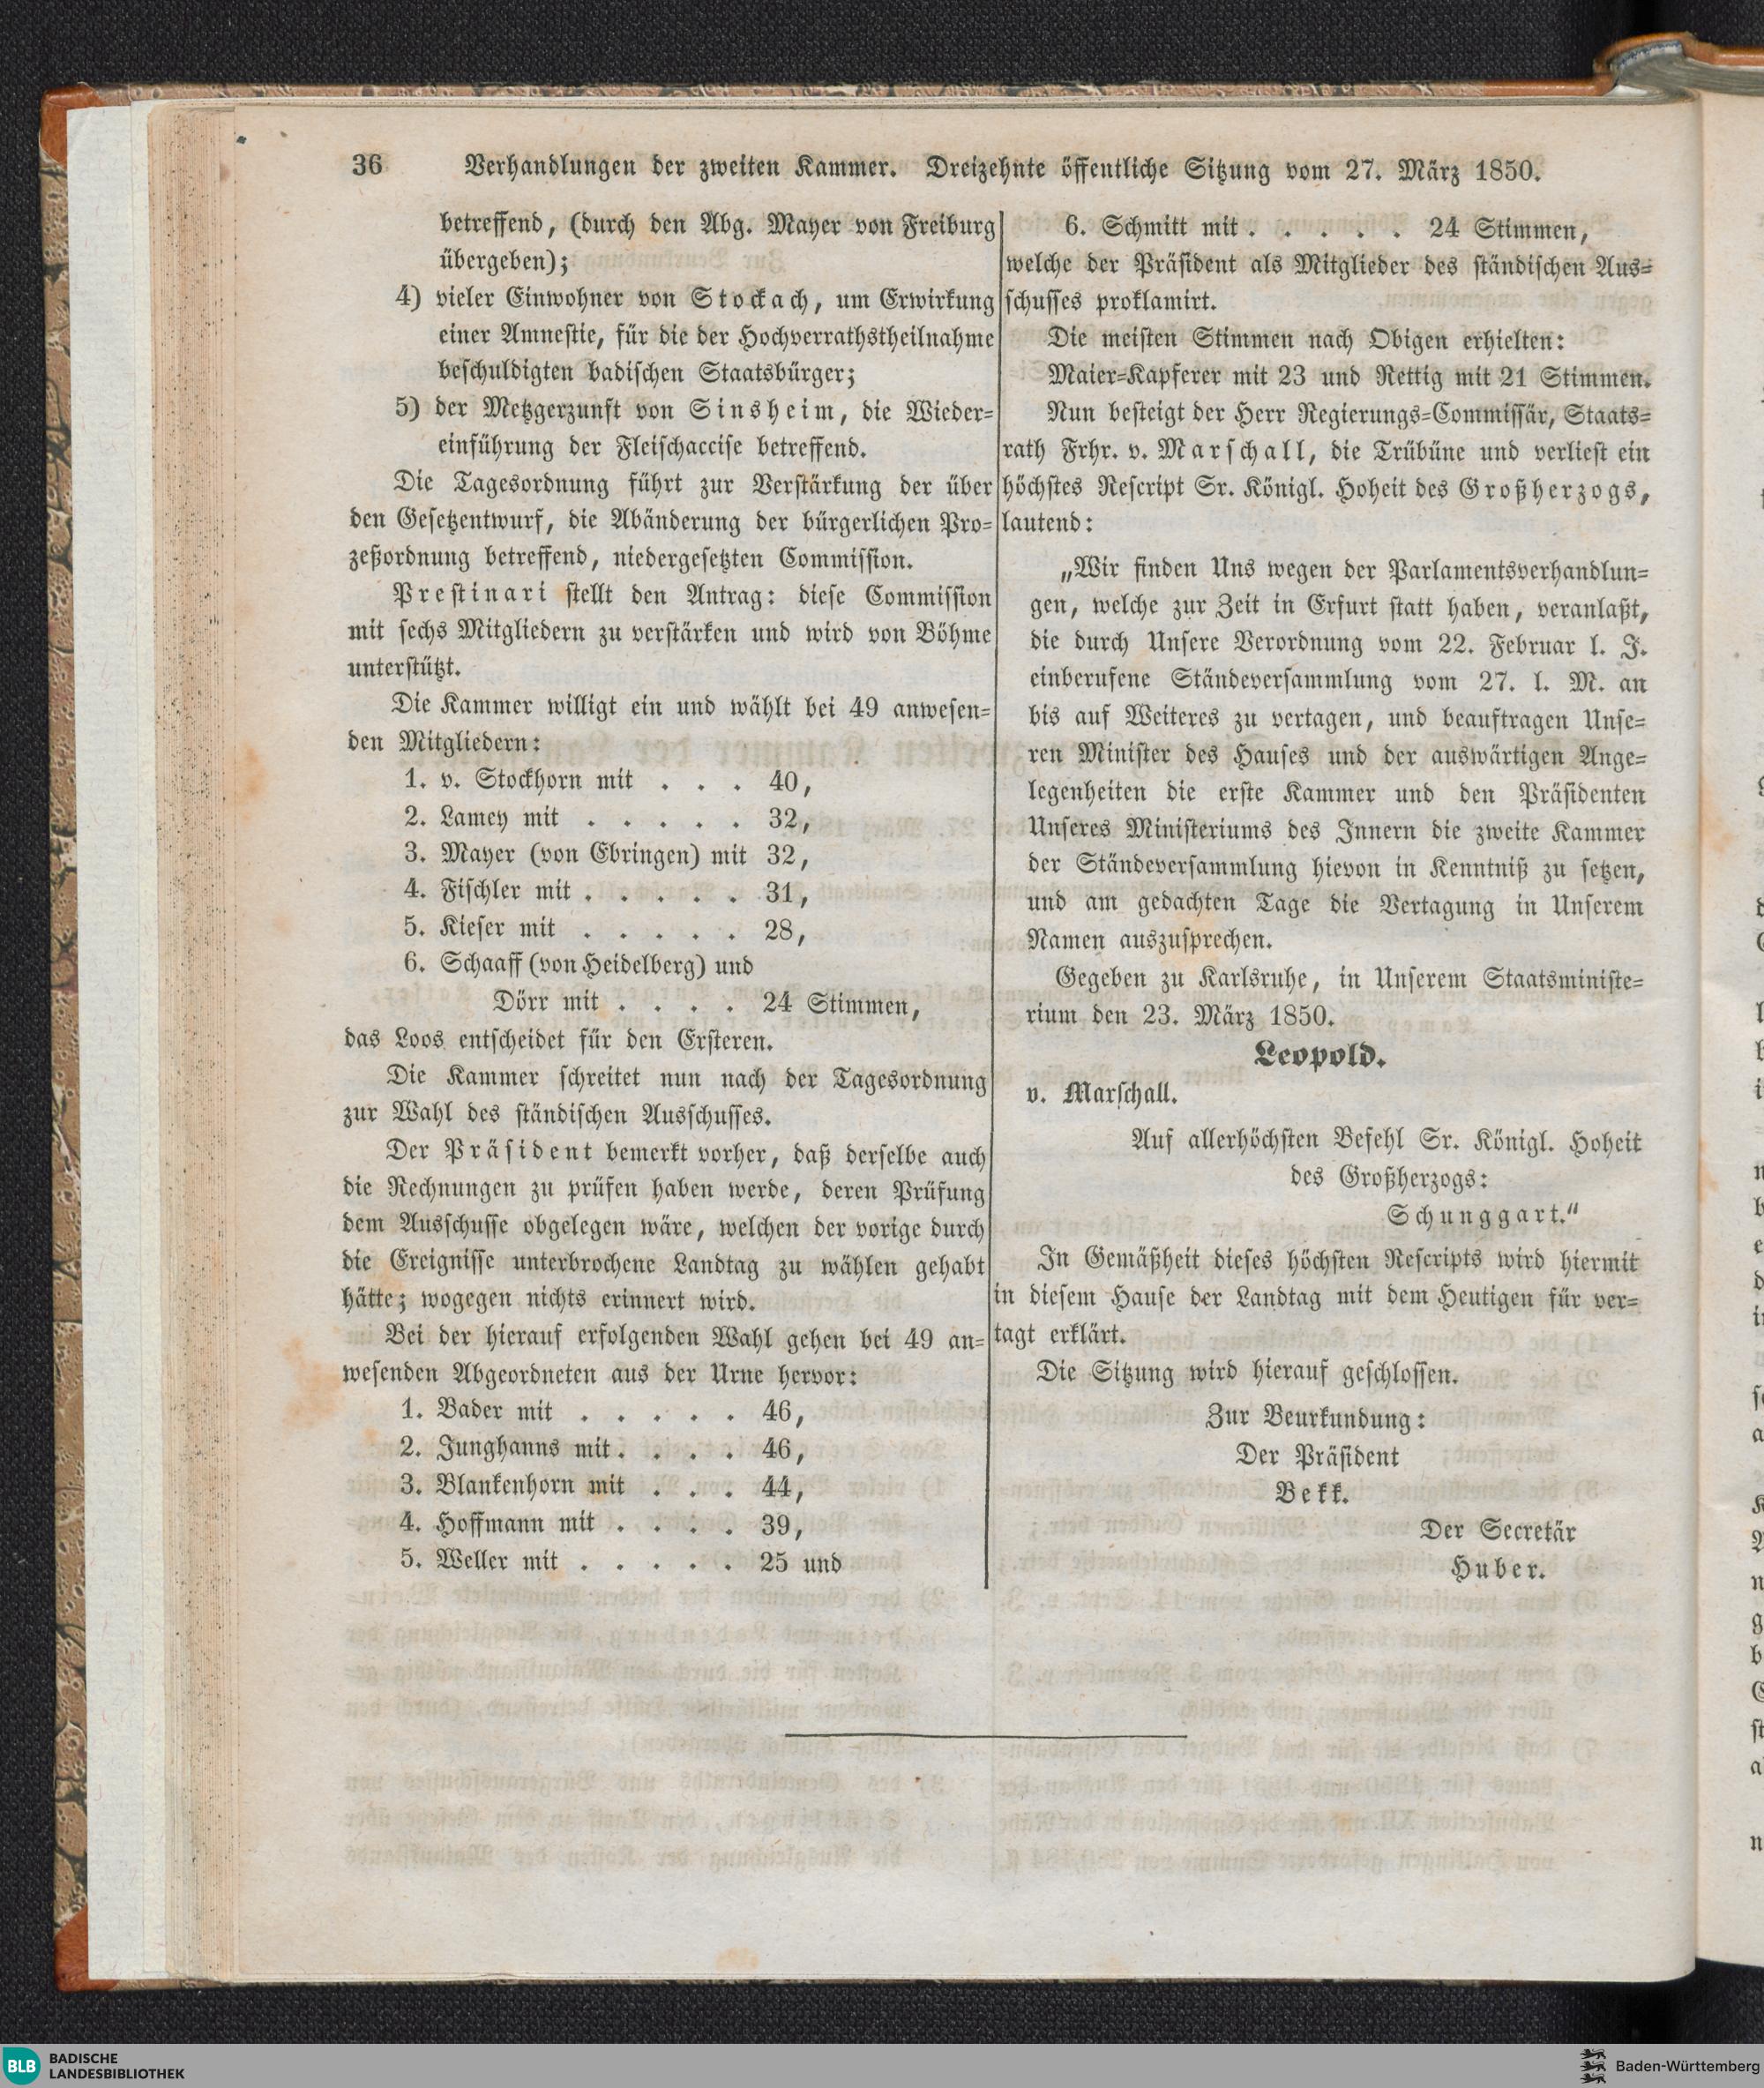 36 Verhandlungen der zweiten Kammer. Dreizehnte öffentliche Sitzung vom 27. März 1850.
betreffend, (durch den Abg. Mayer von Freiburg
übergeben);
4) vieler Einwohner von Stockach, um Erwirkung
einer Amnestie, für die der Hochverrathstheilnahme
beschuldigten badischen Staatsbürger;
5) der Metzgerzunft von Sinsheim, die Wieder-
einführung der Fleischaccise betreffend.
Die Tagesordnung führt zur Verstärkung der über
den Gesetzentwurf, die Abänderung der bürgerlichen Pro-
zeßordnung betreffend, niedergesetzten Commission.
Prestinari stellt den Antrag: diese Commission
mit sechs Mitgliedern zu verstärken und wird von Böhme
unterstützt.
Die Kammer willigt ein und wählt bei 49 anwesen-
den Mitgliedern:
1. v. Stockhorn mit . . . 40,
2. Lamey mit . . . . . 32,
3. Mayer (von Ebringen) mit 32,
4. Fischler mit . . . . . 31,
5. Kieser mit . . . . . 28,
6. Schaaff (von Heidelberg) und
Dörr mit . . . . 24 Stimmen,
das Loos entscheidet für den Ersteren.
Die Kammer schreitet nun nach der Tagesordnung
zur Wahl des ständischen Ausschusses.
Der Präsident bemerkt vorher, daß derselbe auch
die Rechnungen zu prüfen haben werde, deren Prüfung
dem Ausschusse obgelegen wäre, welchen der vorige durch
die Ereignisse unterbrochene Landtag zu wählen gehabt
hätte; wogegen nichts erinnert wird.
Bei der hierauf erfolgenden Wahl gehen bei 49 an-
wesenden Abgeordneten aus der Urne hervor:
1. Bader mit . . . . . 46,
2. Junghanns mit . . . . 46,
3. Blankenhorn mit . . . 44,
4. Hoffmann mit . . . . 39,
5. Weller mit . . . . . 25 und
6. Schmitt mit . . . . . 24 Stimmen,
welche der Präsident als Mitglieder des ständischen Aus-
schusses proklamirt.
Die meisten Stimmen nach Obigen erhielten:
Maier-Kapferer mit 23 und Rettig mit 21 Stimmen.
Nun besteigt der Herr Regierungs-Commissär, Staats-
rath Frhr. v. Marschall, die Trübüne und verliest ein
höchstes Rescript Sr. Königl. Hoheit des Großherzogs,
lautend:
„Wir finden Uns wegen der Parlamentsverhandlun-
gen, welche zur Zeit in Erfurt statt haben, veranlaßt,
die durch Unsere Verordnung vom 22. Februar l. J.
einberufene Ständeversammlung vom 27. l. M. an
bis auf Weiteres zu vertagen, und beauftragen Unse-
ren Minister des Hauses und der auswärtigen Ange-
legenheiten die erste Kammer und den Präsidenten
Unseres Ministeriums des Innern die zweite Kammer
der Ständeversammlung hievon in Kenntniß zu setzen,
und am gedachten Tage die Vertagung in Unserem
Namen auszusprechen.
Gegeben zu Karlsruhe, in Unserem Staatsministe-
rium den 23. März 1850.
Leopold.
v. Marschall.
Auf allerhöchsten Befehl Sr. Königl. Hoheit
des Großherzogs:
Schunggart.“
In Gemäßheit dieses höchsten Rescripts wird hiermit
in diesem Hause der Landtag mit dem Heutigen für ver-
tagt erklärt.
Die Sitzung wird hierauf geschlossen.
Zur Beurkundung:
Der Präsident
Bekk.
Der Secretär
Huber.
BLB BADISCHE
LANDESBIBLIOTHEK
Baden-Württemberg